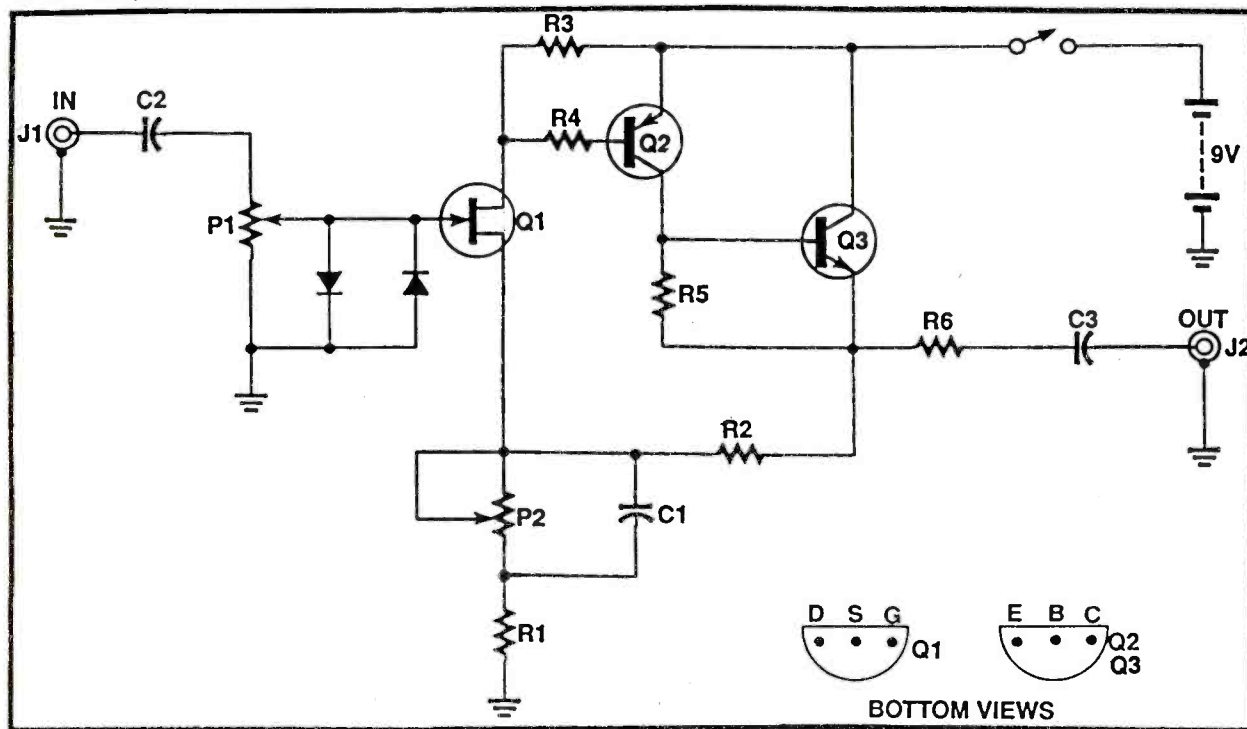 R3
IN
C2
J1
R4
Q2
9V
P1
Q1
Q3
R5
R6
C3
OUT
J2
R2
P2
C1
R1
D S G
Q1
E B C
Q2
Q3
BOTTOM VIEWS